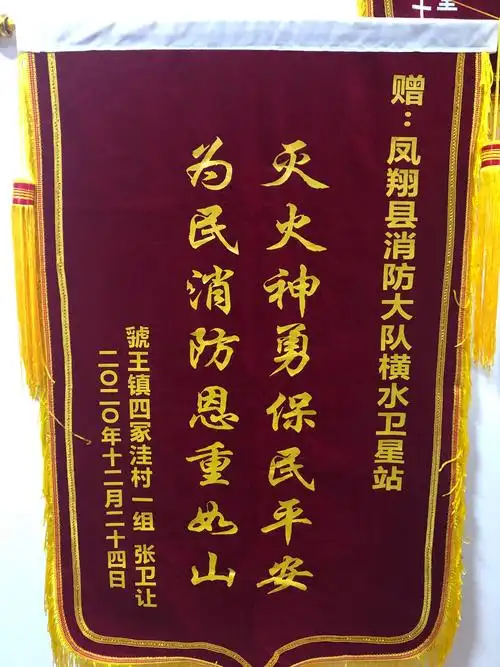 赠：凤翔县消防大队横水卫星站
灭火神勇保民平安
为民消防恩重如山
虢王镇四冢洼村一组 张卫让
二〇二〇年十二月二十四日